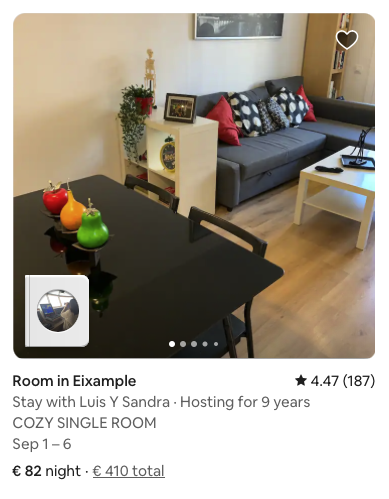 Room in Eixample ★ 4.47 (187)
Stay with Luis Y Sandra · Hosting for 9 years
COZY SINGLE ROOM
Sep 1 – 6
€ 82 night · € 410 total